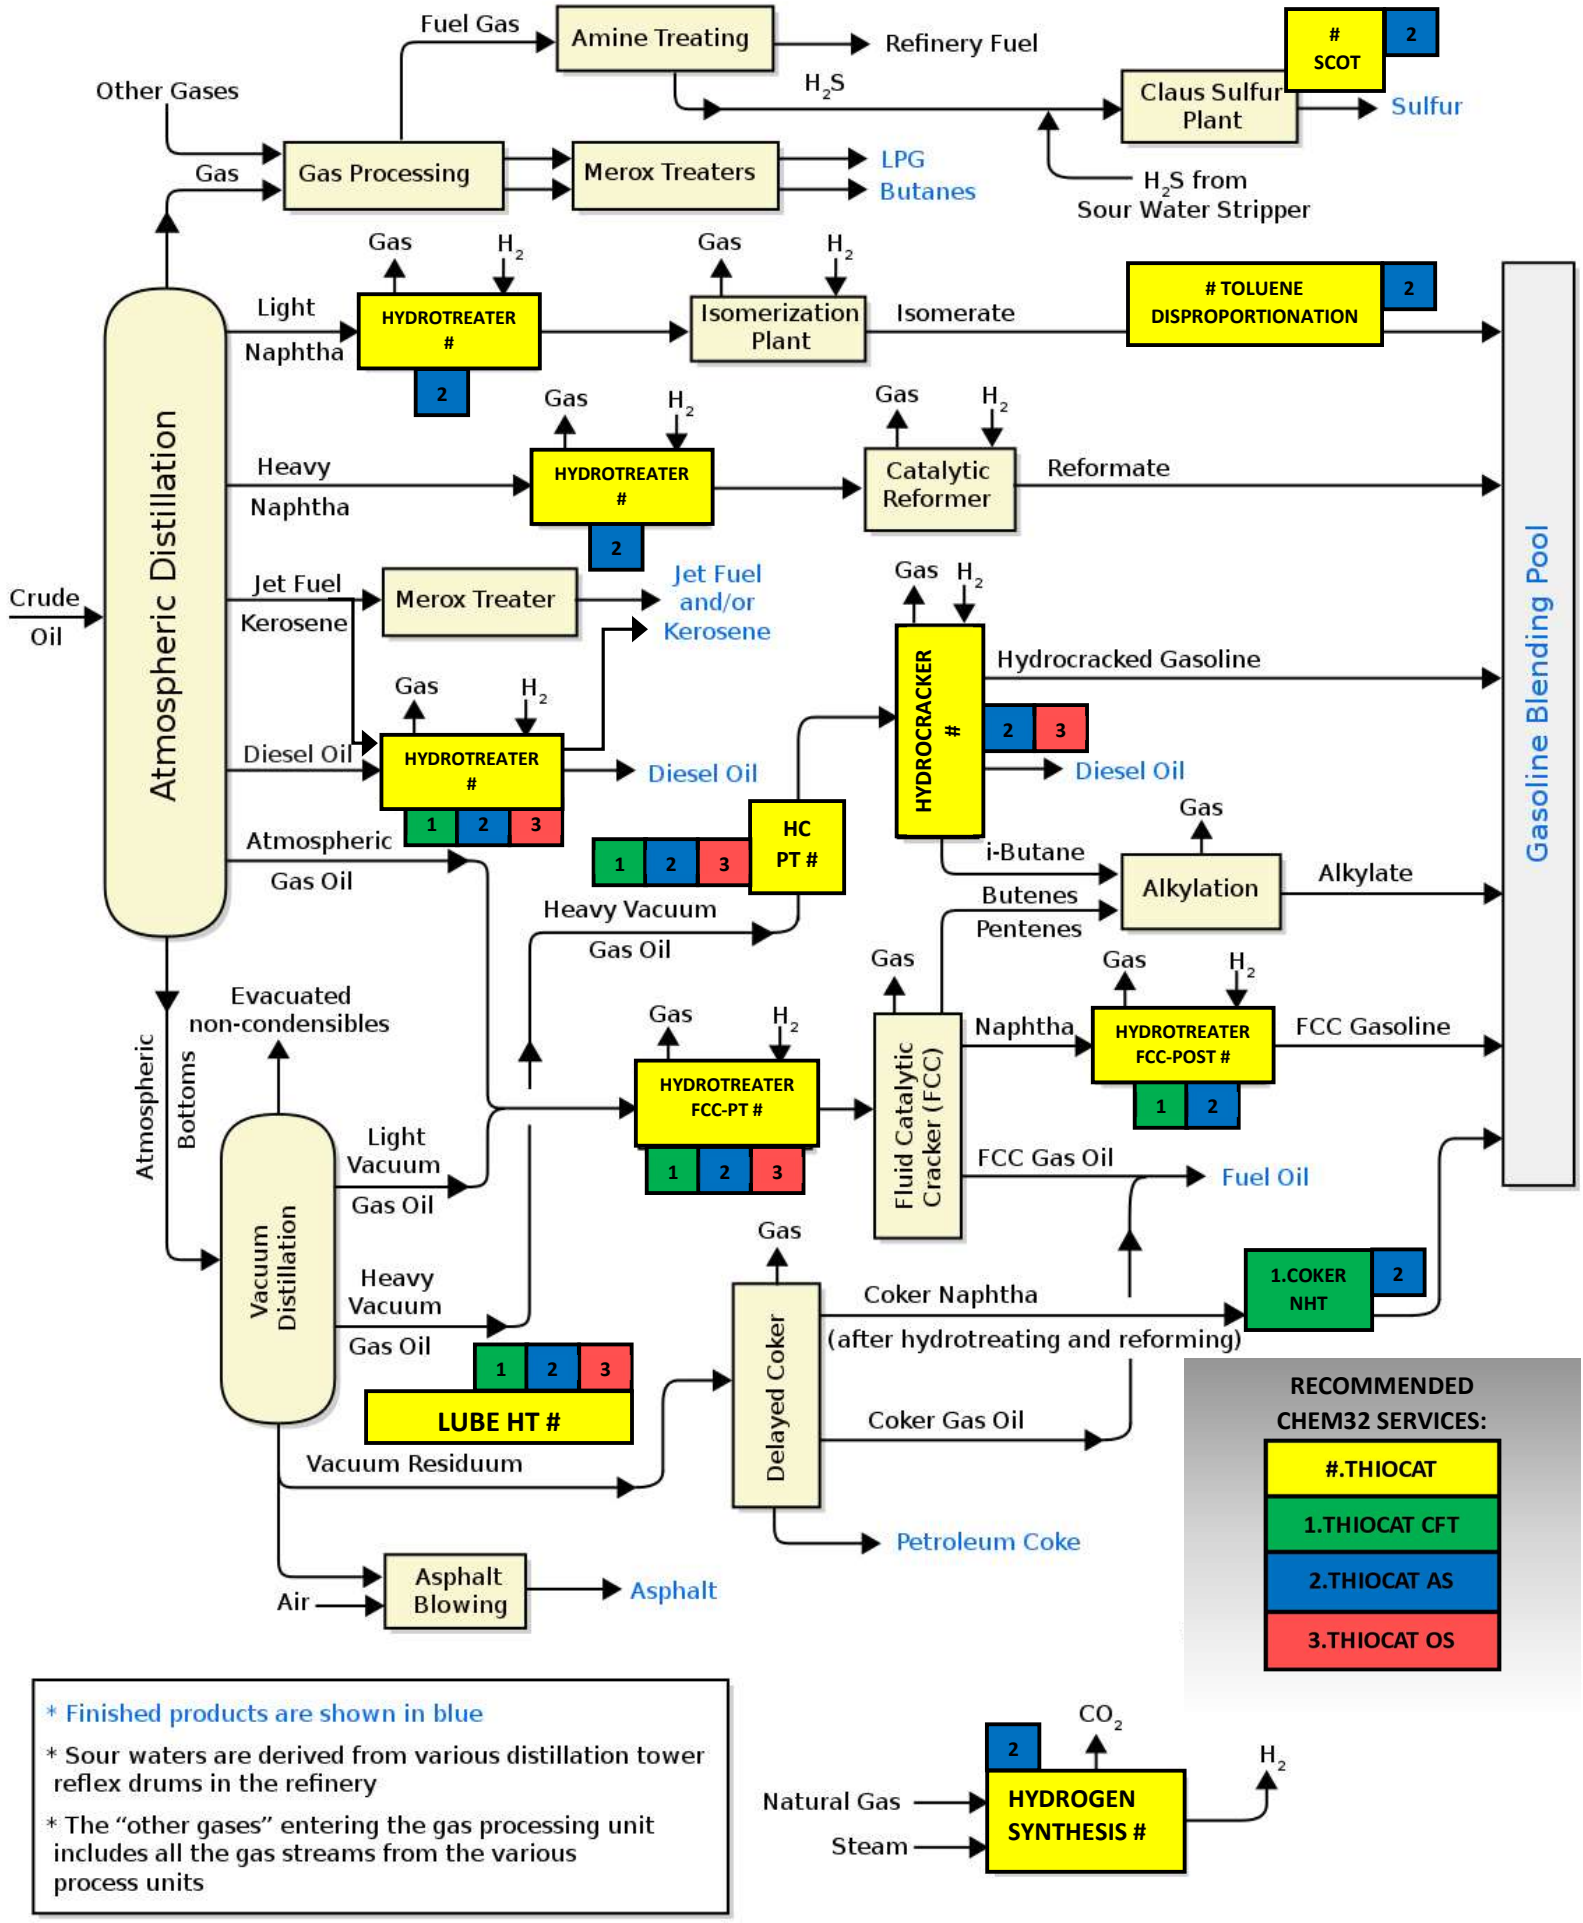 Fuel Gas
Amine Treating
Refinery Fuel
#
SCOT
2
Other Gases
H2S
Claus Sulfur
Plant
Sulfur
Gas
Gas Processing
Merox Treaters
LPG
Butanes
H2S from
Sour Water Stripper
Gas
H2
Gas
H2
Light
Naphtha
HYDROTREATER
#
2
Isomerization
Plant
Isomerate
# TOLUENE
DISPROPORTIONATION
2
Gas
H2
Gas
H2
Heavy
Naphtha
HYDROTREATER
#
2
Catalytic
Reformer
Reformate
Atmospheric Distillation
Gasoline Blending Pool
Crude
Oil
Jet Fuel
Kerosene
Merox Treater
Jet Fuel
and/or
Kerosene
Gas
H2
HYDROCRACKER
#
Hydrocracked Gasoline
2
3
Diesel Oil
Gas
H2
Diesel Oil
HYDROTREATER
#
1
2
3
Diesel Oil
HC
PT #
1
2
3
Atmospheric
Gas Oil
Gas
i-Butane
Butenes
Pentenes
Alkylation
Alkylate
Heavy Vacuum
Gas Oil
Atmospheric
Bottoms
Evacuated
non-condensibles
Gas
H2
HYDROTREATER
FCC-PT #
1
2
3
Gas
Fluid Catalytic
Cracker (FCC)
Naphtha
Gas
H2
HYDROTREATER
FCC-POST #
1
2
FCC Gasoline
FCC Gas Oil
Fuel Oil
Vacuum
Distillation
Light
Vacuum
Gas Oil
Heavy
Vacuum
Gas Oil
1
2
3
LUBE HT #
Vacuum Residuum
Gas
Delayed Coker
Coker Naphtha
(after hydrotreating and reforming)
1.COKER
NHT
2
Coker Gas Oil
Petroleum Coke
Air
Asphalt
Blowing
Asphalt
RECOMMENDED
CHEM32 SERVICES:
#.THIOCAT
1.THIOCAT CFT
2.THIOCAT AS
3.THIOCAT OS
* Finished products are shown in blue
* Sour waters are derived from various distillation tower
reflex drums in the refinery
* The “other gases” entering the gas processing unit
includes all the gas streams from the various
process units
2
CO2
H2
Natural Gas
Steam
HYDROGEN
SYNTHESIS #